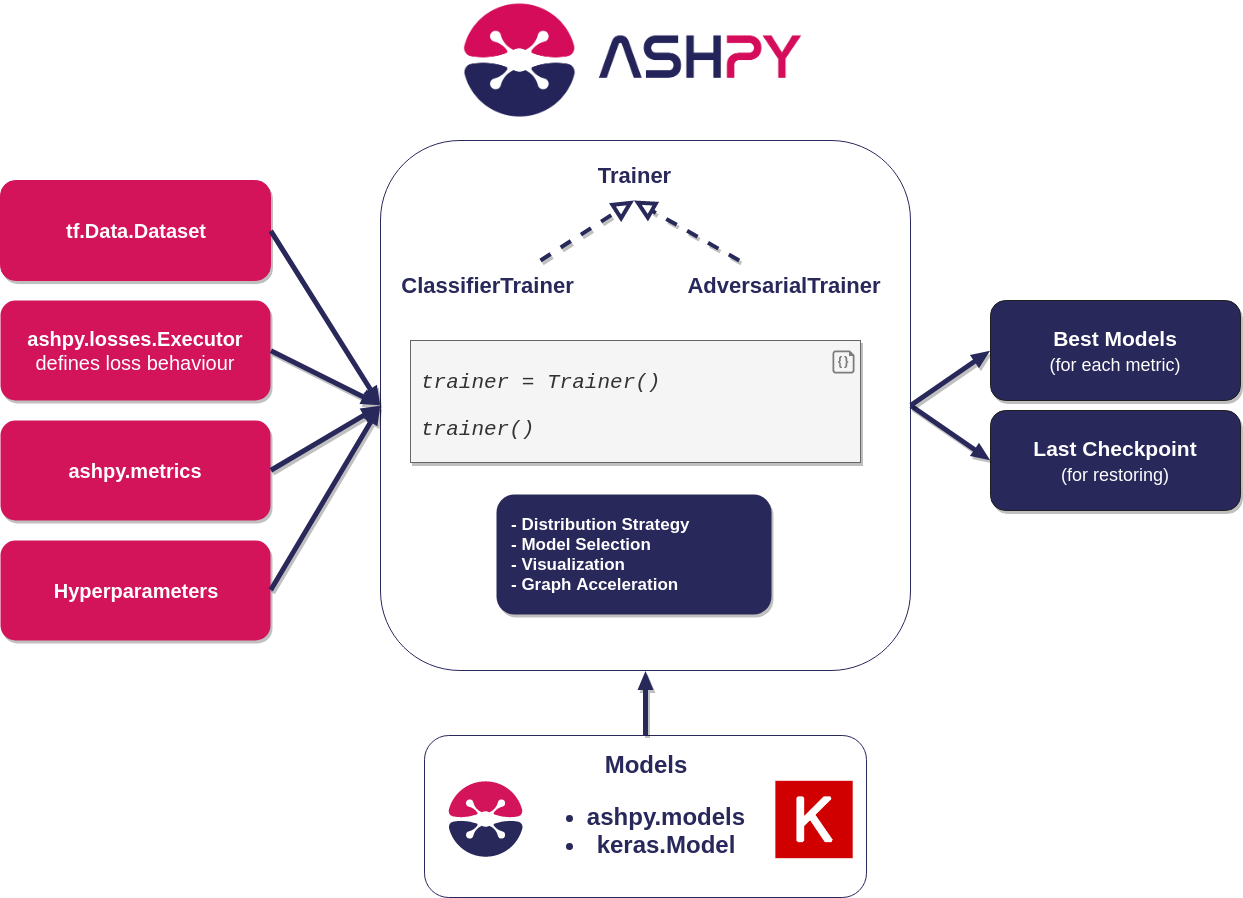 ASHPY
Trainer
ClassifierTrainer
AdversarialTrainer
tf.Data.Dataset
ashpy.losses.Executor
defines loss behaviour
ashpy.metrics
Hyperparameters
{}
trainer = Trainer()
trainer()
- Distribution Strategy
- Model Selection
- Visualization
- Graph Acceleration
Best Models
(for each metric)
Last Checkpoint
(for restoring)
Models
• ashpy.models
• keras.Model
K